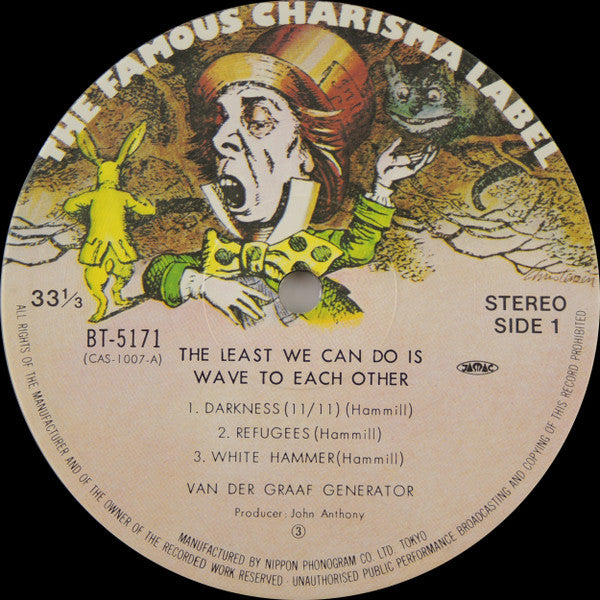 THE FAMOUS CHARISMA LABEL
33⅓
STEREO
SIDE 1
BT-5171
(CAS-1007-A)
JASRAC
THE LEAST WE CAN DO IS
WAVE TO EACH OTHER
1. DARKNESS (11/11) (Hammill)
2. REFUGEES (Hammill)
3. WHITE HAMMER (Hammill)
VAN DER GRAAF GENERATOR
Producer: John Anthony
③
ALL RIGHTS OF THE MANUFACTURER AND OF THE OWNER OF THE RECORDED WORK RESERVED · UNAUTHORISED PUBLIC PERFORMANCE BROADCASTING AND COPYING OF THIS RECORD PROHIBITED
MANUFACTURED BY NIPPON PHONOGRAM CO. LTD. TOKYO